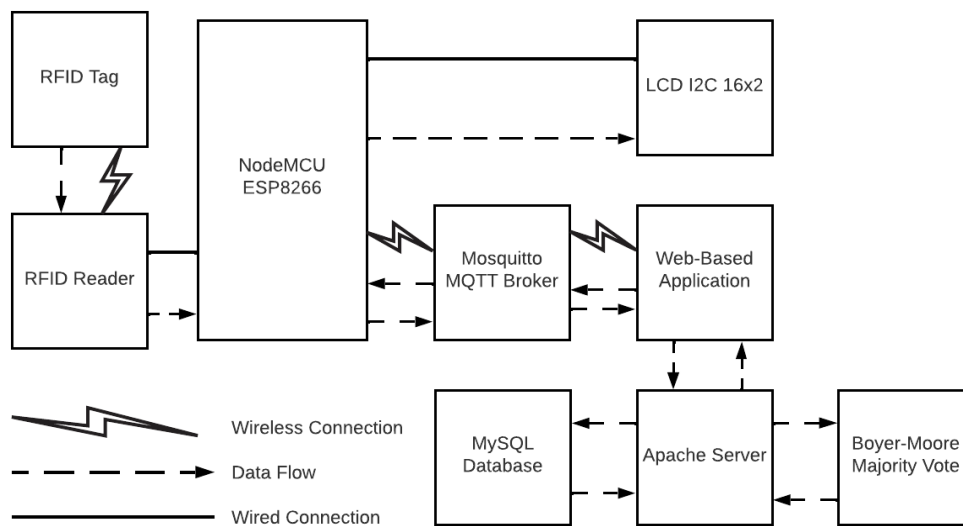 RFID Tag
LCD I2C 16x2
NodeMCU
ESP8266
RFID Reader
Mosquitto
MQTT Broker
Web-Based
Application
Wireless Connection
Data Flow
Wired Connection
MySQL
Database
Apache Server
Boyer-Moore
Majority Vote